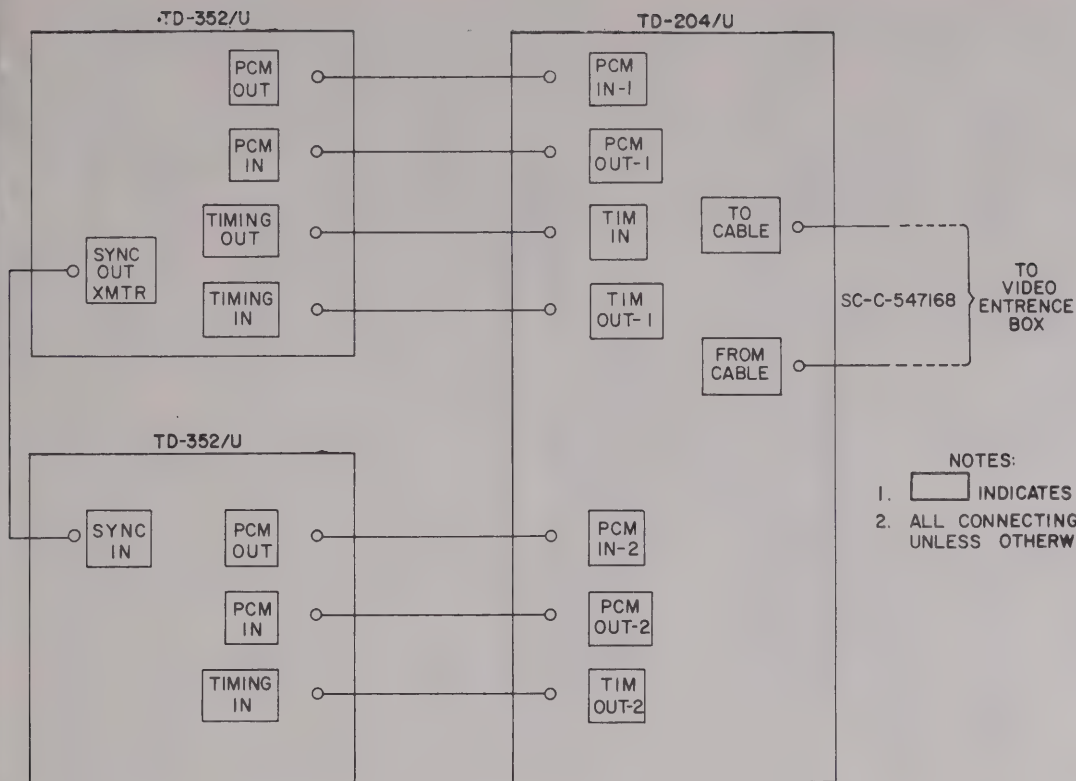 TD-352/U
PCM
OUT
PCM
IN
TIMING
OUT
TIMING
IN
SYNC
OUT
XMTR
TD-204/U
PCM
IN-1
PCM
OUT-1
TIM
IN
TIM
OUT-1
TO
CABLE
FROM
CABLE
SC-C-547168
TO
VIDEO
ENTRENCE
BOX
TD-352/U
SYNC
IN
PCM
OUT
PCM
IN
TIMING
IN
PCM
IN-2
PCM
OUT-2
TIM
OUT-2
NOTES:
1. INDICATES
2. ALL CONNECTING
UNLESS OTHERW